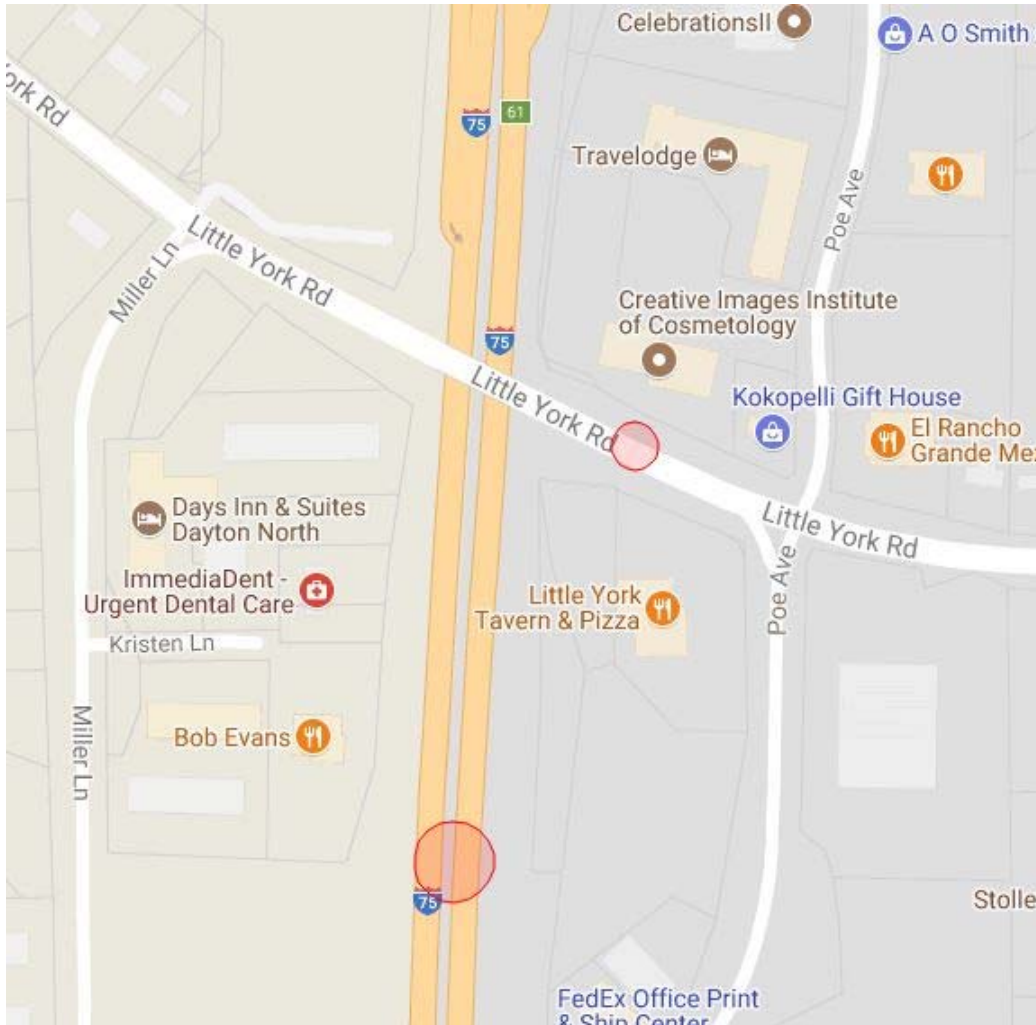 CelebrationsII
A O Smith
75
61
ork Rd
Travelodge
Poe Ave
Little York Rd
Miller Ln
Creative Images Institute
of Cosmetology
75
Little York Rd
Kokopelli Gift House
El Rancho
Grande Mex
Days Inn & Suites
Dayton North
Little York Rd
ImmediaDent -
Urgent Dental Care
Little York
Tavern & Pizza
Poe Ave
Kristen Ln
Miller Ln
Bob Evans
75
Stolle
FedEx Office Print
& Ship Center